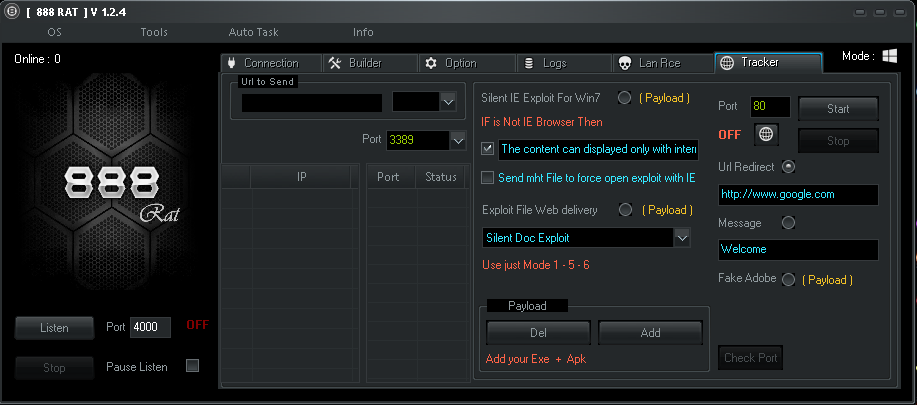 [ 888 RAT ] V 1.2.4
OS Tools Auto Task Info
Online : 0
Connection Builder Option Logs Lan Rce Tracker Mode :
Url to Send
Port 3389
IP Port Status
888
Rat
Listen Port 4000 OFF
Stop Pause Listen
Silent IE Exploit For Win7 ( Payload )
IF is Not IE Browser Then
The content can displayed only with intern
Send mht File to force open exploit with IE
Exploit File Web delivery ( Payload )
Silent Doc Exploit
Use just Mode 1 - 5 - 6
Payload
Del Add
Add your Exe + Apk
Port 80 Start
OFF Stop
Url Redirect
http://www.google.com
Message
Welcome
Fake Adobe ( Payload )
Check Port